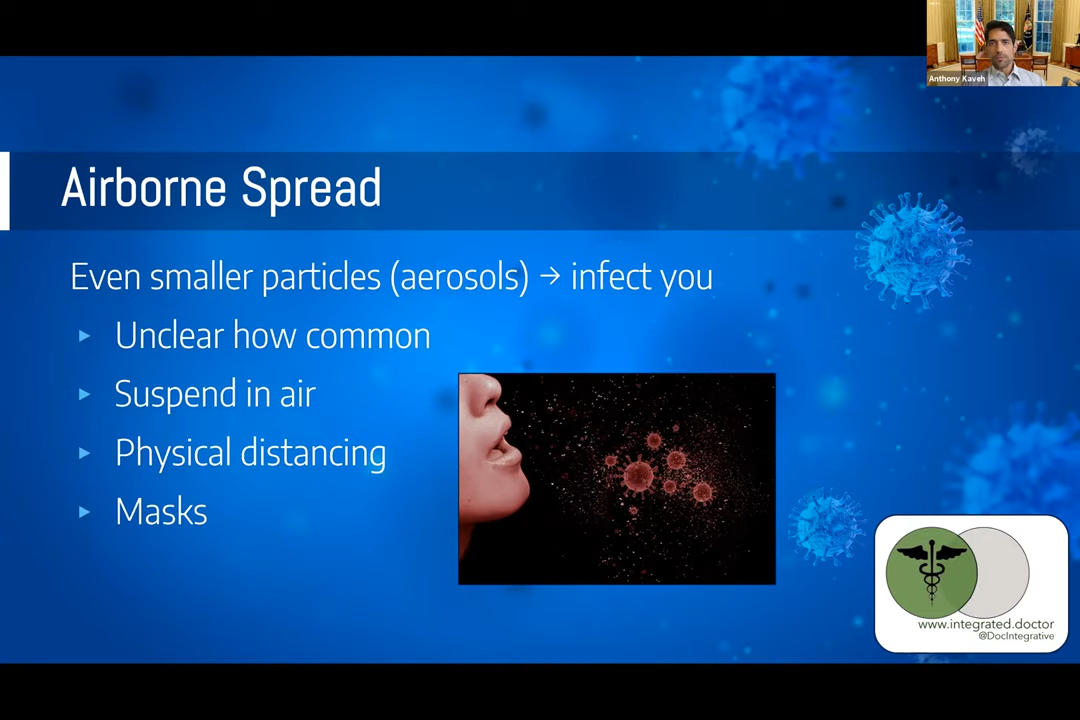 Anthony Kaveh
Airborne Spread
Even smaller particles (aerosols) → infect you
▸ Unclear how common
▸ Suspend in air
▸ Physical distancing
▸ Masks
www.integrated.doctor
@DocIntegrative